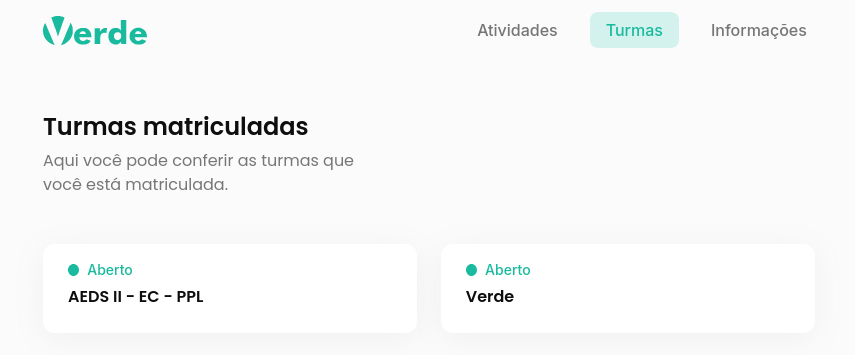 Verde
Atividades
Turmas
Informações
Turmas matriculadas
Aqui você pode conferir as turmas que
você está matriculada.
Aberto
AEDS II - EC - PPL
Aberto
Verde